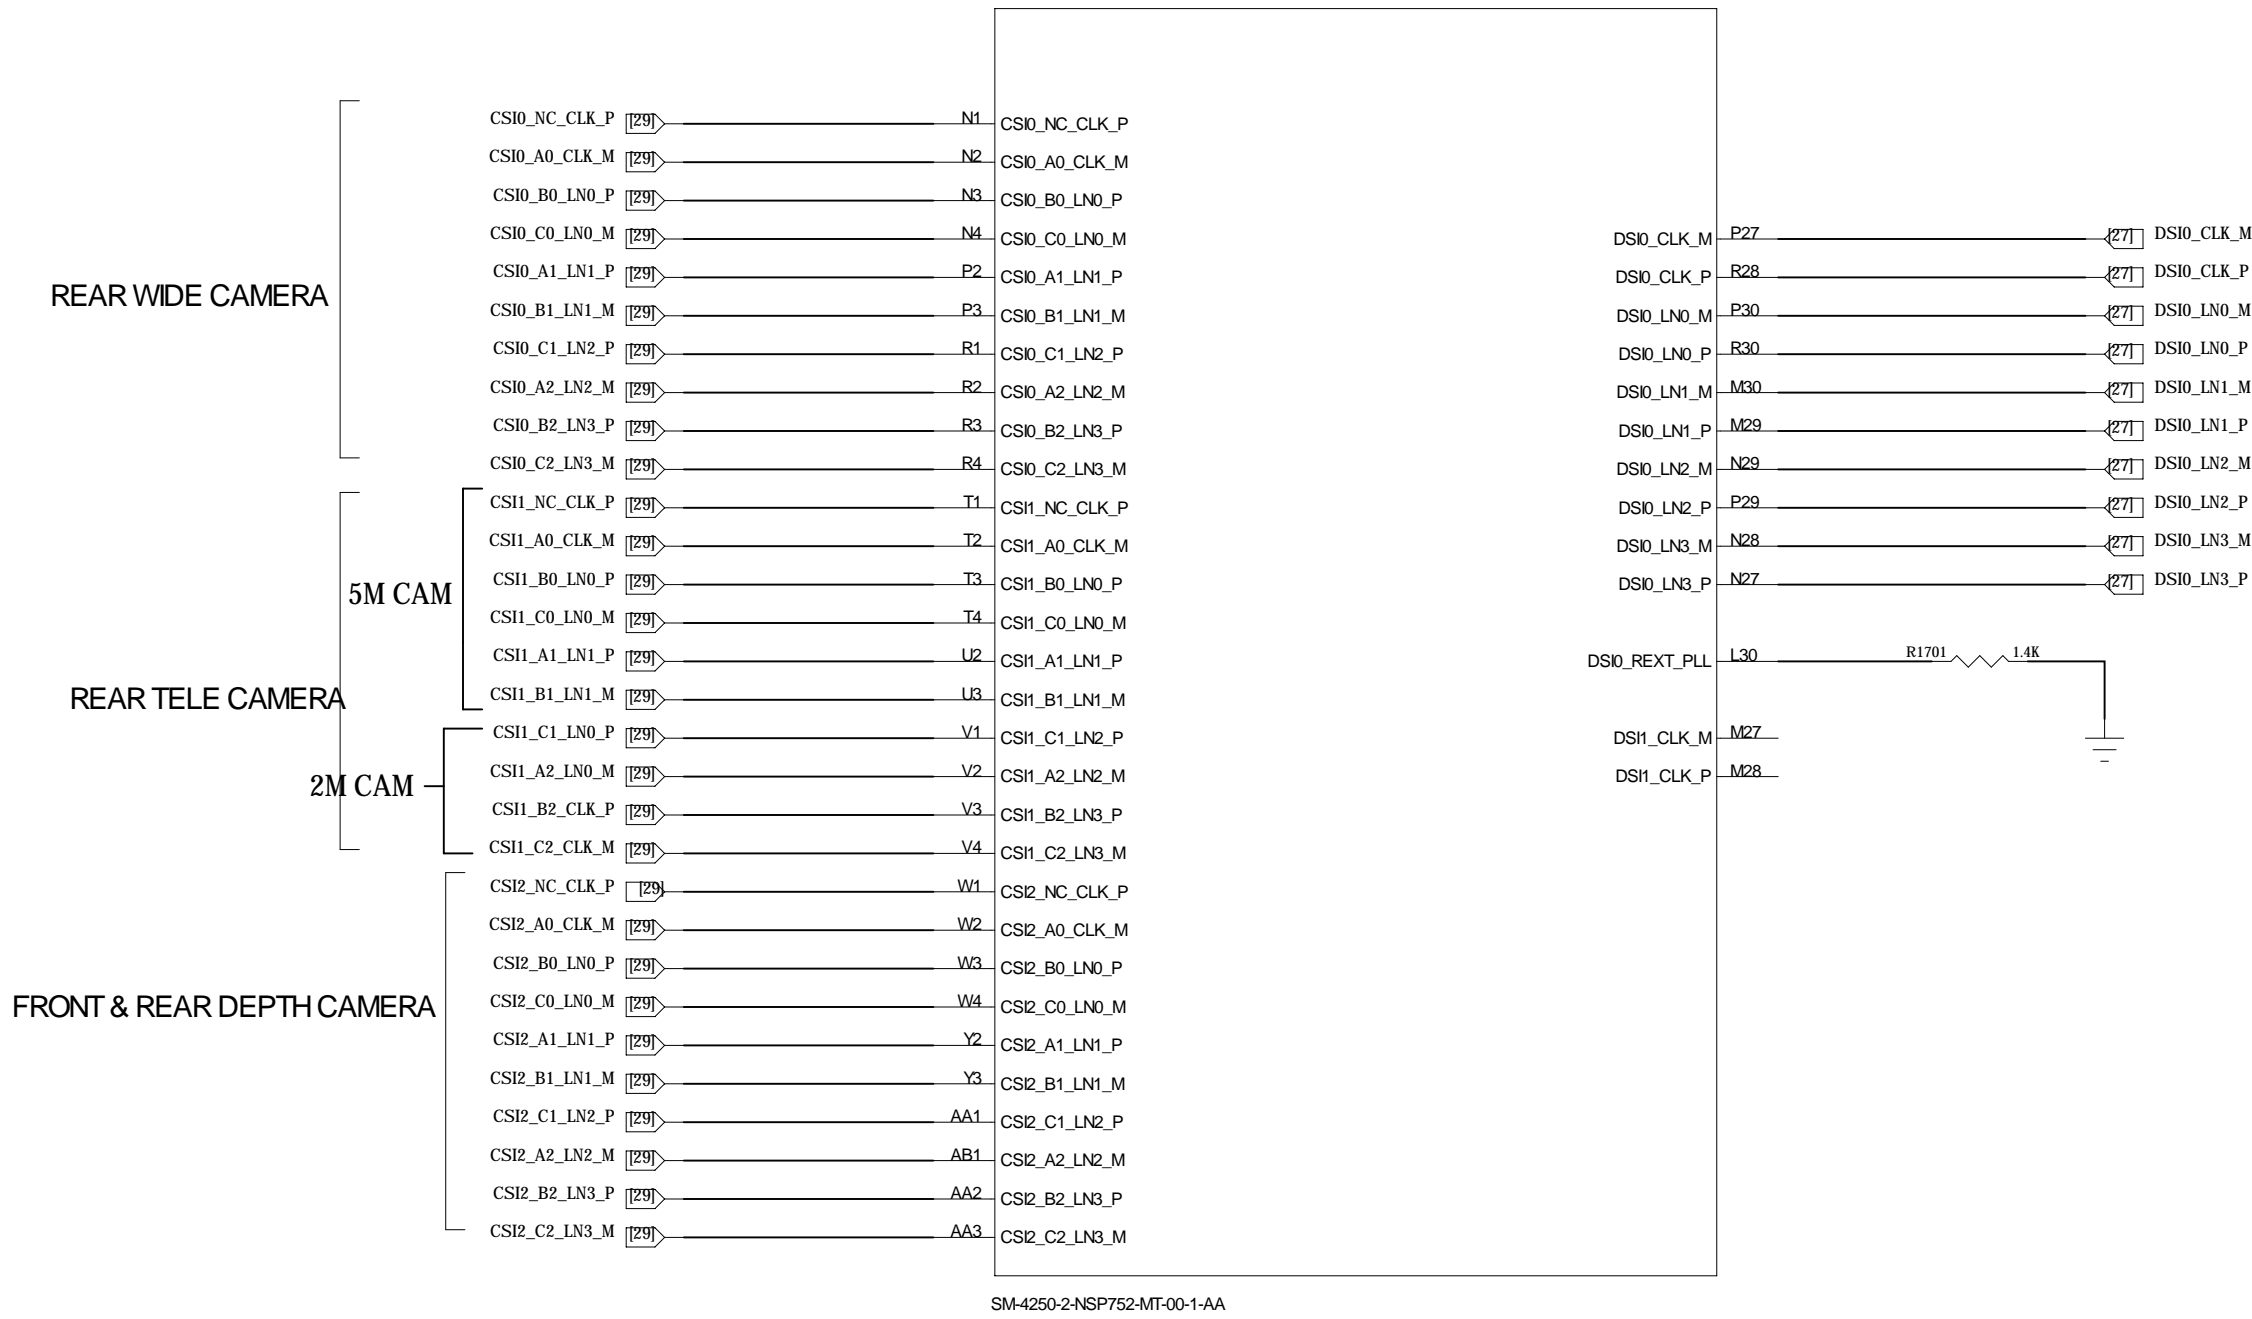 CSI0_NC_CLK_P [29] N1 CSI0_NC_CLK_P
CSI0_A0_CLK_M [29] N2 CSI0_A0_CLK_M
CSI0_B0_LN0_P [29] N3 CSI0_B0_LN0_P
CSI0_C0_LN0_M [29] N4 CSI0_C0_LN0_M
DSI0_CLK_M P27 [27] DSI0_CLK_M
CSI0_A1_LN1_P [29] P2 CSI0_A1_LN1_P
DSI0_CLK_P R28 [27] DSI0_CLK_P
REAR WIDE CAMERA
CSI0_B1_LN1_M [29] P3 CSI0_B1_LN1_M
DSI0_LN0_M P30 [27] DSI0_LN0_M
CSI0_C1_LN2_P [29] R1 CSI0_C1_LN2_P
DSI0_LN0_P R30 [27] DSI0_LN0_P
CSI0_A2_LN2_M [29] R2 CSI0_A2_LN2_M
DSI0_LN1_M M30 [27] DSI0_LN1_M
CSI0_B2_LN3_P [29] R3 CSI0_B2_LN3_P
DSI0_LN1_P M29 [27] DSI0_LN1_P
CSI0_C2_LN3_M [29] R4 CSI0_C2_LN3_M
DSI0_LN2_M N29 [27] DSI0_LN2_M
CSI1_NC_CLK_P [29] T1 CSI1_NC_CLK_P
DSI0_LN2_P P29 [27] DSI0_LN2_P
CSI1_A0_CLK_M [29] T2 CSI1_A0_CLK_M
DSI0_LN3_M N28 [27] DSI0_LN3_M
CSI1_B0_LN0_P [29] T3 CSI1_B0_LN0_P
DSI0_LN3_P N27 [27] DSI0_LN3_P
5M CAM
CSI1_C0_LN0_M [29] T4 CSI1_C0_LN0_M
CSI1_A1_LN1_P [29] U2 CSI1_A1_LN1_P
DSI0_REXT_PLL L30 R1701 1.4K
REAR TELE CAMERA
CSI1_B1_LN1_M [29] U3 CSI1_B1_LN1_M
CSI1_C1_LN0_P [29] V1 CSI1_C1_LN2_P
DSI1_CLK_M M27
CSI1_A2_LN0_M [29] V2 CSI1_A2_LN2_M
DSI1_CLK_P M28
2M CAM
CSI1_B2_CLK_P [29] V3 CSI1_B2_LN3_P
CSI1_C2_CLK_M [29] V4 CSI1_C2_LN3_M
CSI2_NC_CLK_P [29] W1 CSI2_NC_CLK_P
CSI2_A0_CLK_M [29] W2 CSI2_A0_CLK_M
CSI2_B0_LN0_P [29] W3 CSI2_B0_LN0_P
FRONT & REAR DEPTH CAMERA
CSI2_C0_LN0_M [29] W4 CSI2_C0_LN0_M
CSI2_A1_LN1_P [29] Y2 CSI2_A1_LN1_P
CSI2_B1_LN1_M [29] Y3 CSI2_B1_LN1_M
CSI2_C1_LN2_P [29] AA1 CSI2_C1_LN2_P
CSI2_A2_LN2_M [29] AB1 CSI2_A2_LN2_M
CSI2_B2_LN3_P [29] AA2 CSI2_B2_LN3_P
CSI2_C2_LN3_M [29] AA3 CSI2_C2_LN3_M
SM-4250-2-NSP752-MT-00-1-AA